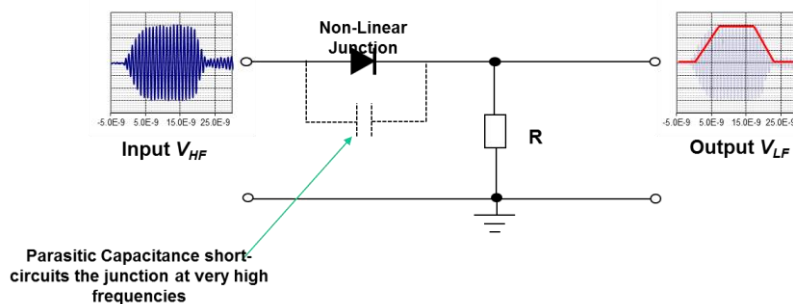 Non-Linear
Junction
-5.0E-9 5.0E-9 15.0E-9 25.0E-9
Input V_HF
R
-5.0E-9 5.0E-9 15.0E-9 25.0E-9
Output V_LF
Parasitic Capacitance short-
circuits the junction at very high
frequencies